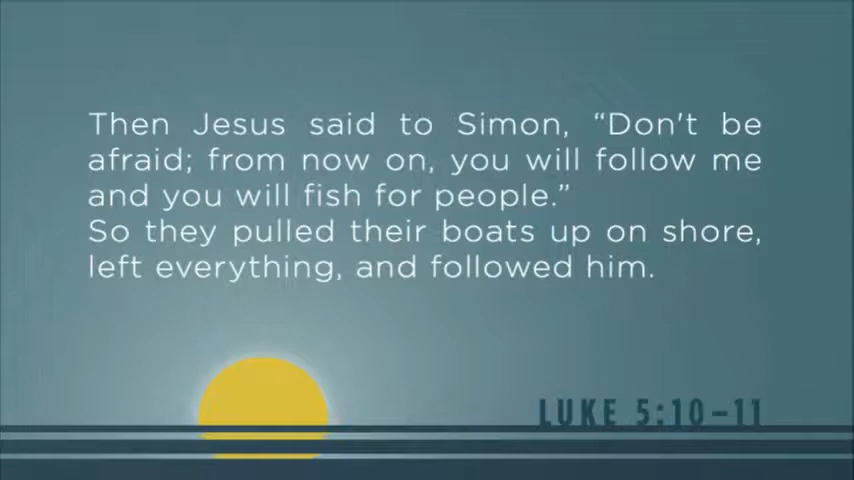 Then Jesus said to Simon, “Don't be
afraid; from now on, you will follow me
and you will fish for people.”
So they pulled their boats up on shore,
left everything, and followed him.
LUKE 5:10–11